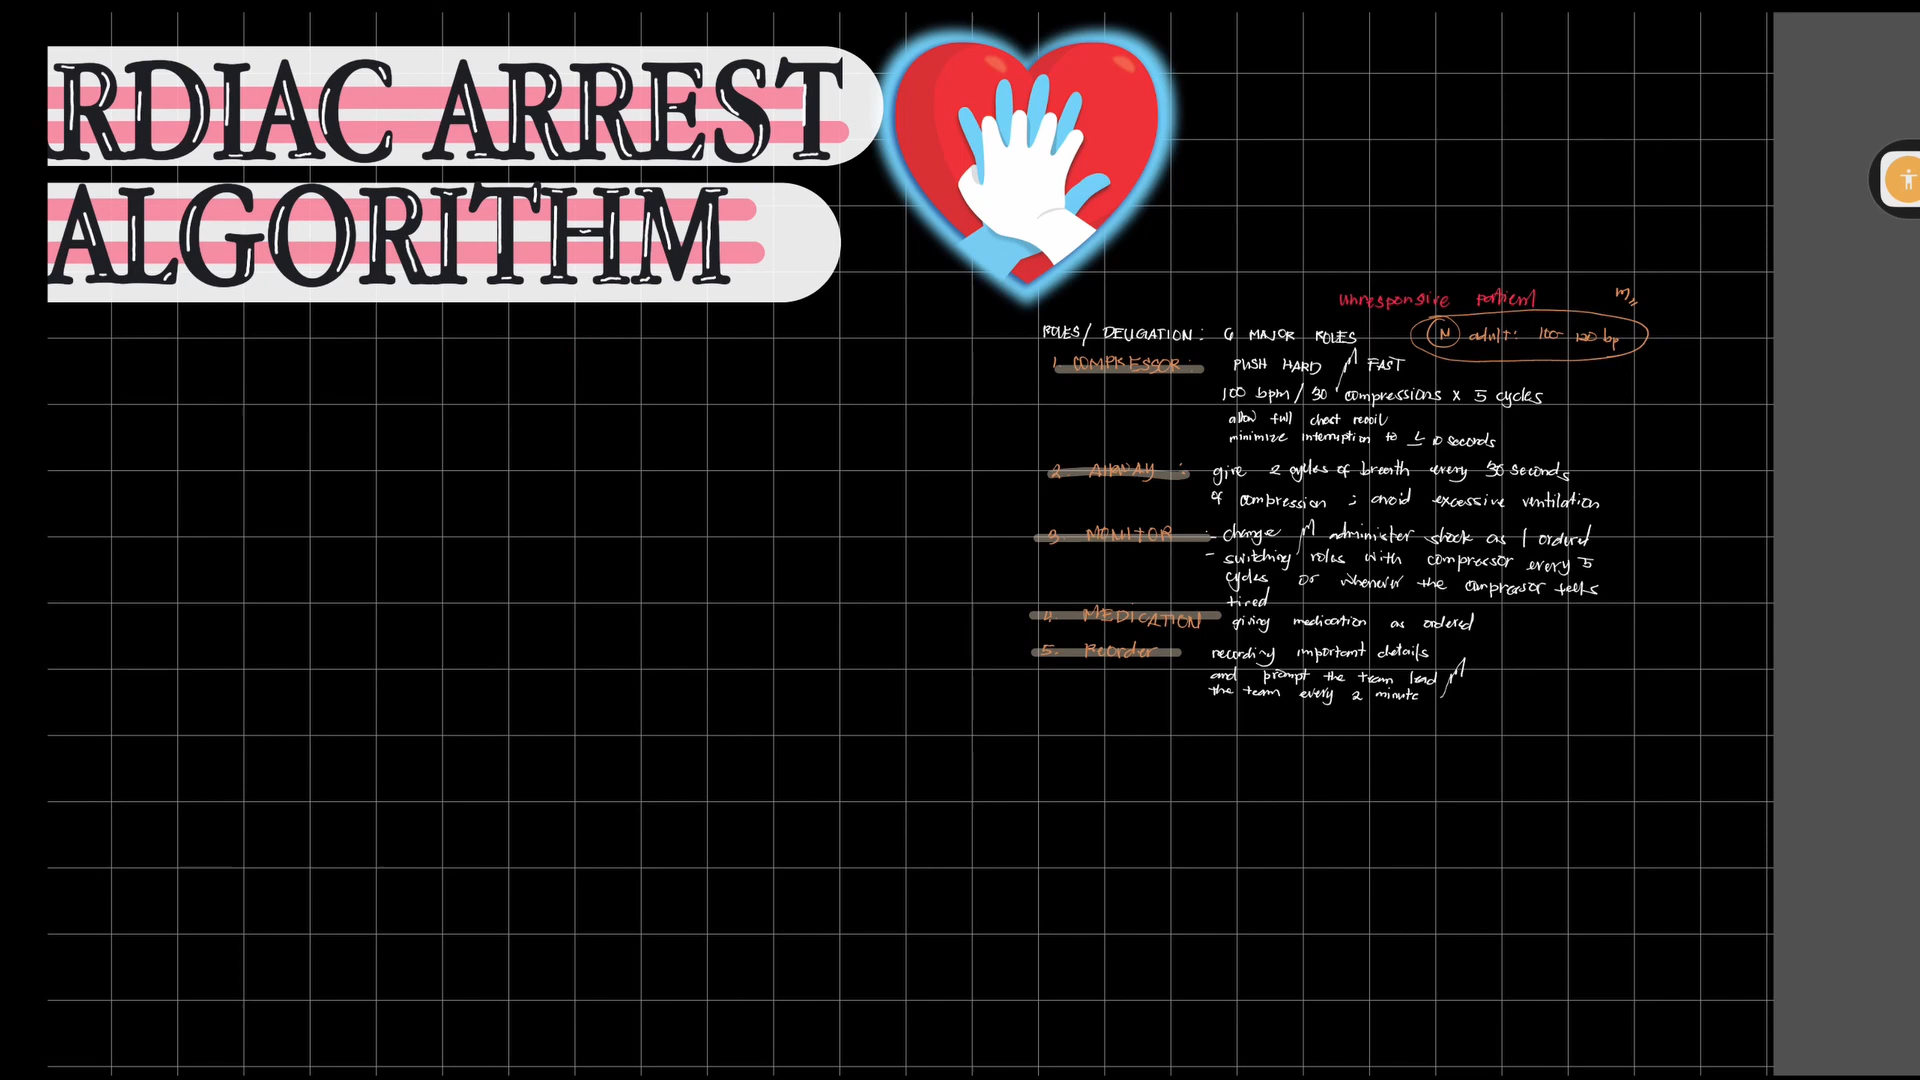 RDIAC ARREST
ALGORITHM
unresponsive patient
ROLES/ DELIGATION: 6 MAJOR ROLES
N adult: 100- 120 bp
1. COMPRESSOR: PUSH HARD FAST
100 bpm/ 30 compressions x 5 cycles
allow full chest recoil
minimize interruption to ≤ 10 seconds
2. AIRWAY : give 2 cycles of breath every 30 seconds
of compression ; avoid excessive ventilation
3. MONITOR - change administer shock as ordered
- switching roles with compressor every 5
cycles or whenever the compressor feels
tired
4. MEDICATION giving medication as ordered
5. Recorder recording important details
and prompt the team lead
the team every 2 minute